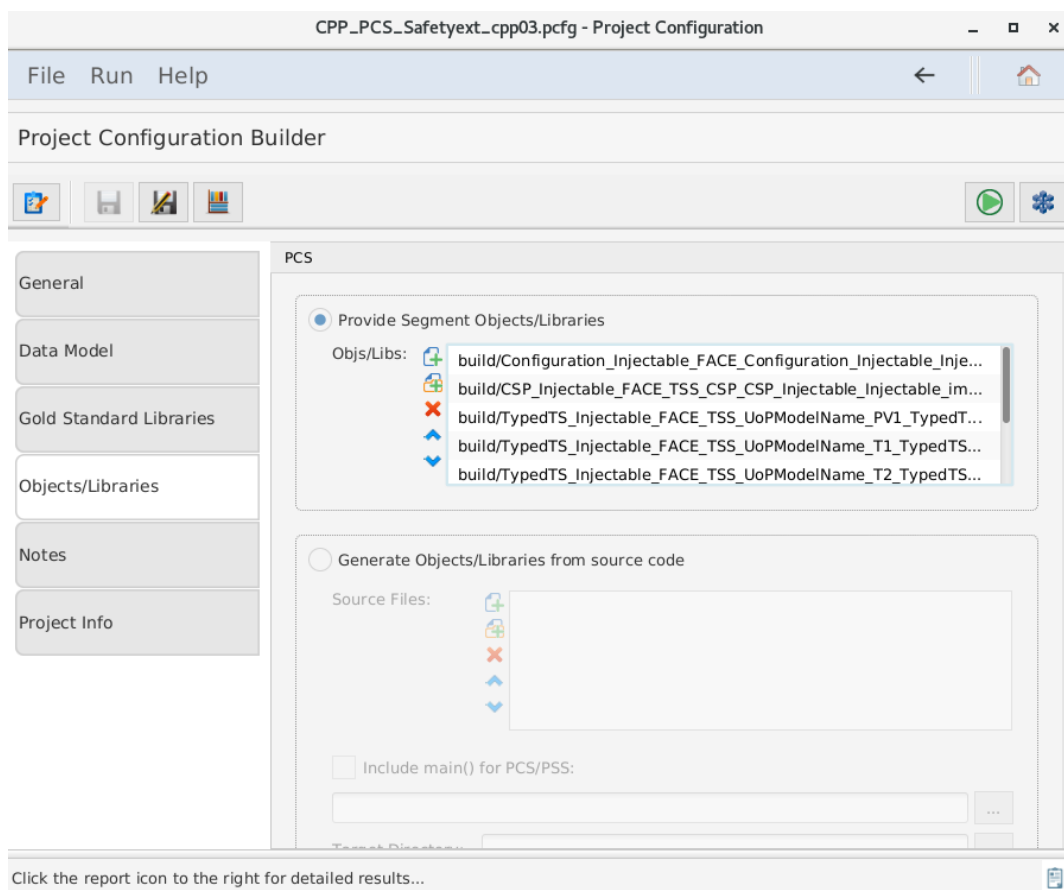 CPP_PCS_Safetyext_cpp03.pcfg - Project Configuration
File Run Help
Project Configuration Builder
General
Data Model
Gold Standard Libraries
Objects/Libraries
Notes
Project Info
PCS
Provide Segment Objects/Libraries
Objs/Libs:
build/Configuration_Injectable_FACE_Configuration_Injectable_Inje...
build/CSP_Injectable_FACE_TSS_CSP_CSP_Injectable_Injectable_im...
build/TypedTS_Injectable_FACE_TSS_UoPModelName_PV1_TypedT...
build/TypedTS_Injectable_FACE_TSS_UoPModelName_T1_TypedTS...
build/TypedTS_Injectable_FACE_TSS_UoPModelName_T2_TypedTS...
Generate Objects/Libraries from source code
Source Files:
Include main() for PCS/PSS:
...
Target Directory:
Click the report icon to the right for detailed results...